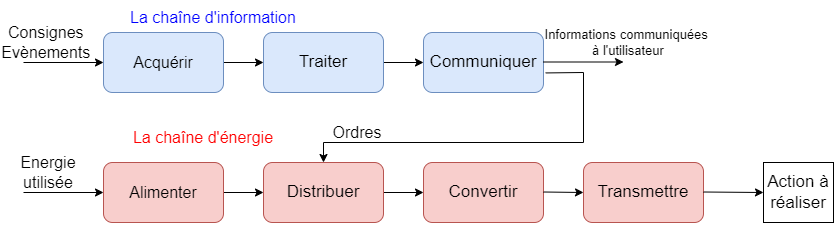 La chaîne d'information
Consignes
Evènements
Acquérir
Traiter
Communiquer
Informations communiquées
à l'utilisateur
La chaîne d'énergie
Ordres
Energie
utilisée
Alimenter
Distribuer
Convertir
Transmettre
Action à
réaliser